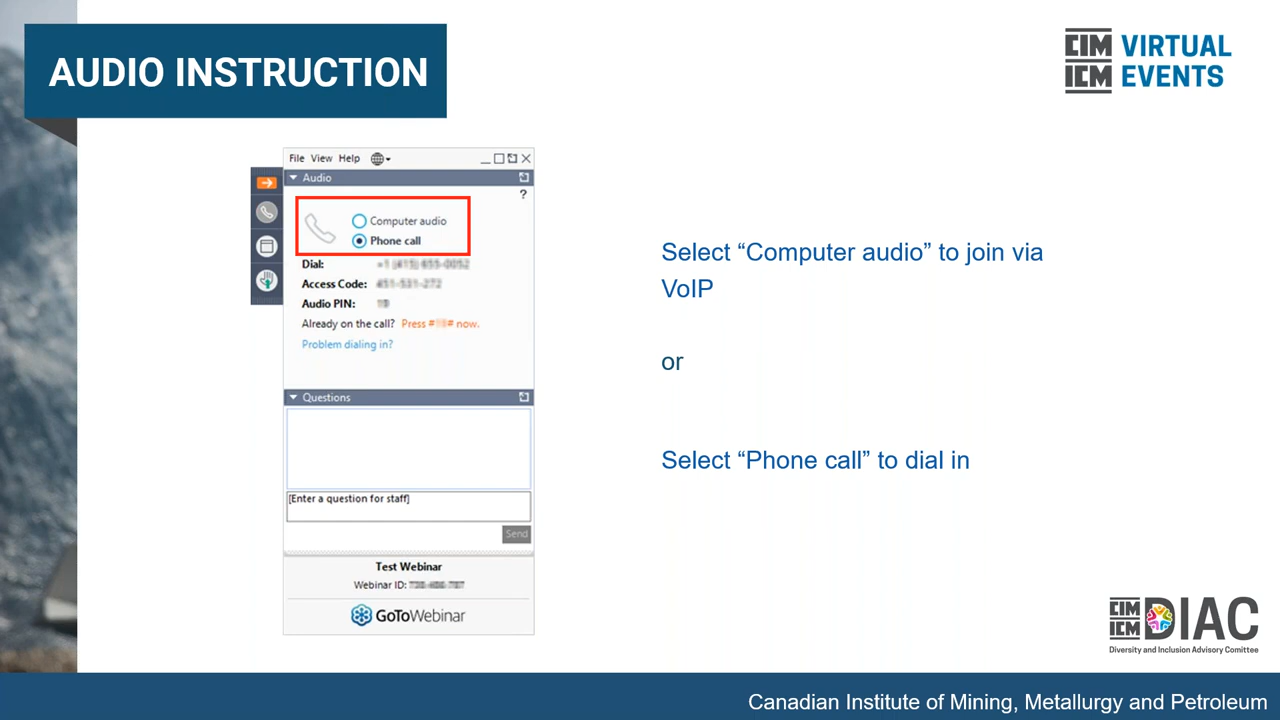 AUDIO INSTRUCTION
CIM
ICM
VIRTUAL
EVENTS
File View Help
Audio
?
Computer audio
Phone call
Dial:
Access Code:
Audio PIN:
Already on the call? Press # # now.
Problem dialing in?
Questions
[Enter a question for staff]
Send
Test Webinar
Webinar ID:
GoToWebinar
Select “Computer audio” to join via
VoIP
or
Select “Phone call” to dial in
CIM
ICM
DIAC
Diversity and Inclusion Advisory Comittee
Canadian Institute of Mining, Metallurgy and Petroleum